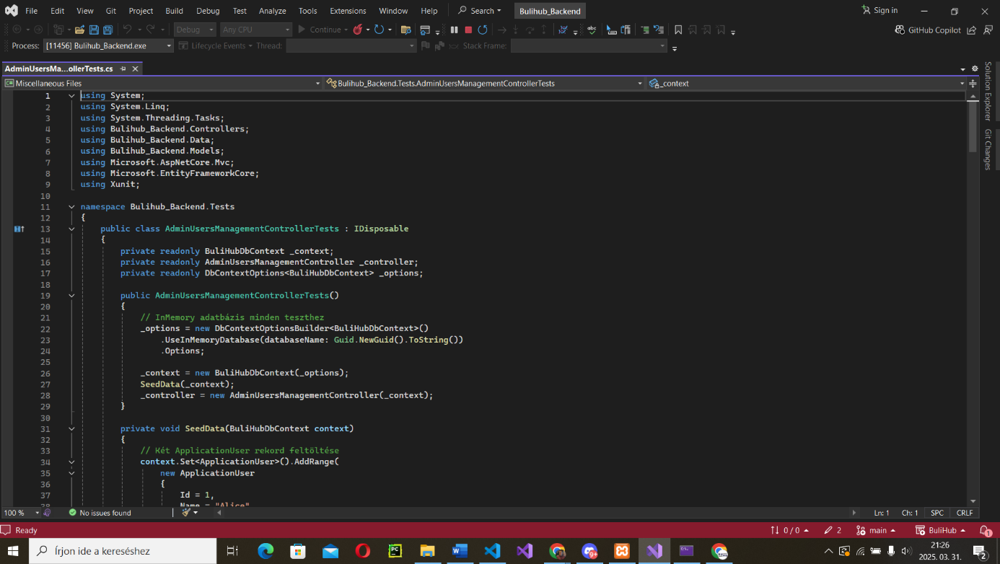 File Edit View Git Project Build Debug Test Analyze Tools Extensions Window Help Search Bulihub_Backend Sign in
Debug Any CPU Continue GitHub Copilot
Process: [11456] Bulihub_Backend.exe Lifecycle Events Thread: Stack Frame:
AdminUsersMa...ollerTests.cs
Miscellaneous Files Bulihub_Backend.Tests.AdminUsersManagementControllerTests _context
Solution Explorer
Git Changes
1 using System;
2 using System.Linq;
3 using System.Threading.Tasks;
4 using Bulihub_Backend.Controllers;
5 using Bulihub_Backend.Data;
6 using Bulihub_Backend.Models;
7 using Microsoft.AspNetCore.Mvc;
8 using Microsoft.EntityFrameworkCore;
9 using Xunit;
10
11 namespace Bulihub_Backend.Tests
12 {
13 public class AdminUsersManagementControllerTests : IDisposable
14 {
15 private readonly BuliHubDbContext _context;
16 private readonly AdminUsersManagementController _controller;
17 private readonly DbContextOptions<BuliHubDbContext> _options;
18
19 public AdminUsersManagementControllerTests()
20 {
21 // InMemory adatbázis minden teszthez
22 _options = new DbContextOptionsBuilder<BuliHubDbContext>()
23 .UseInMemoryDatabase(databaseName: Guid.NewGuid().ToString())
24 .Options;
25
26 _context = new BuliHubDbContext(_options);
27 SeedData(_context);
28 _controller = new AdminUsersManagementController(_context);
29 }
30
31 private void SeedData(BuliHubDbContext context)
32 {
33 // Két ApplicationUser rekord feltöltése
34 context.Set<ApplicationUser>().AddRange(
35 new ApplicationUser
36 {
37 Id = 1,
38 Name = "Alice"
100 % No issues found Ln: 1 Ch: 1 SPC CRLF
Ready 0 / 0 2 main BuliHub 1
Írjon ide a kereséshez 21:26
2025. 03. 31. 2